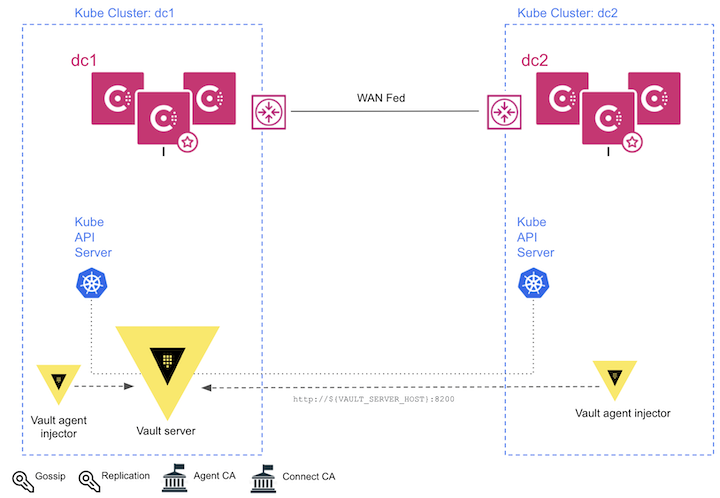 Kube Cluster: dc1
Kube Cluster: dc2
dc1
dc2
WAN Fed
Kube
API
Server
Kube
API
Server
http://${VAULT_SERVER_HOST}:8200
Vault agent
injector
Vault server
Vault agent injector
Gossip
Replication
Agent CA
Connect CA